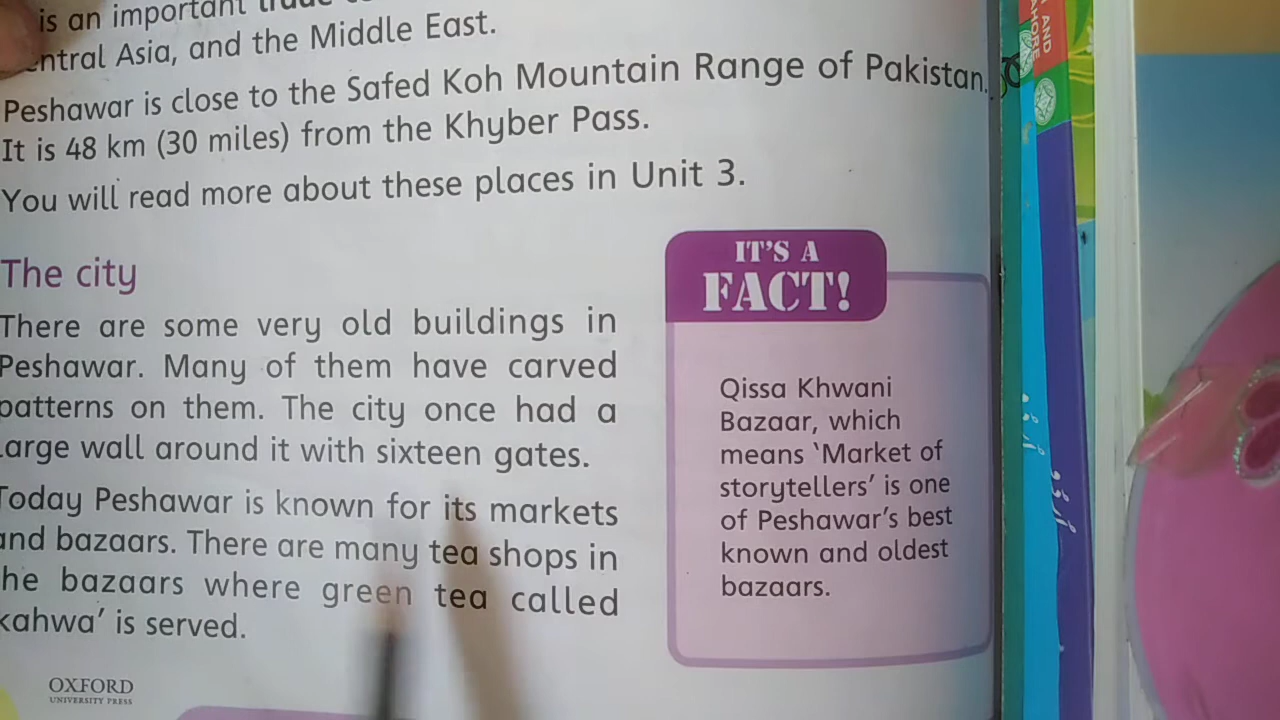 is an important trade
ntral Asia, and the Middle East.
Peshawar is close to the Safed Koh Mountain Range of Pakistan.
It is 48 km (30 miles) from the Khyber Pass.
You will read more about these places in Unit 3.
The city
There are some very old buildings in
Peshawar. Many of them have carved
patterns on them. The city once had a
large wall around it with sixteen gates.
Today Peshawar is known for its markets
and bazaars. There are many tea shops in
he bazaars where green tea called
kahwa’ is served.
IT'S A
FACT!
Qissa Khwani
Bazaar, which
means ‘Market of
storytellers’ is one
of Peshawar’s best
known and oldest
bazaars.
OXFORD
UNIVERSITY PRESS
AND